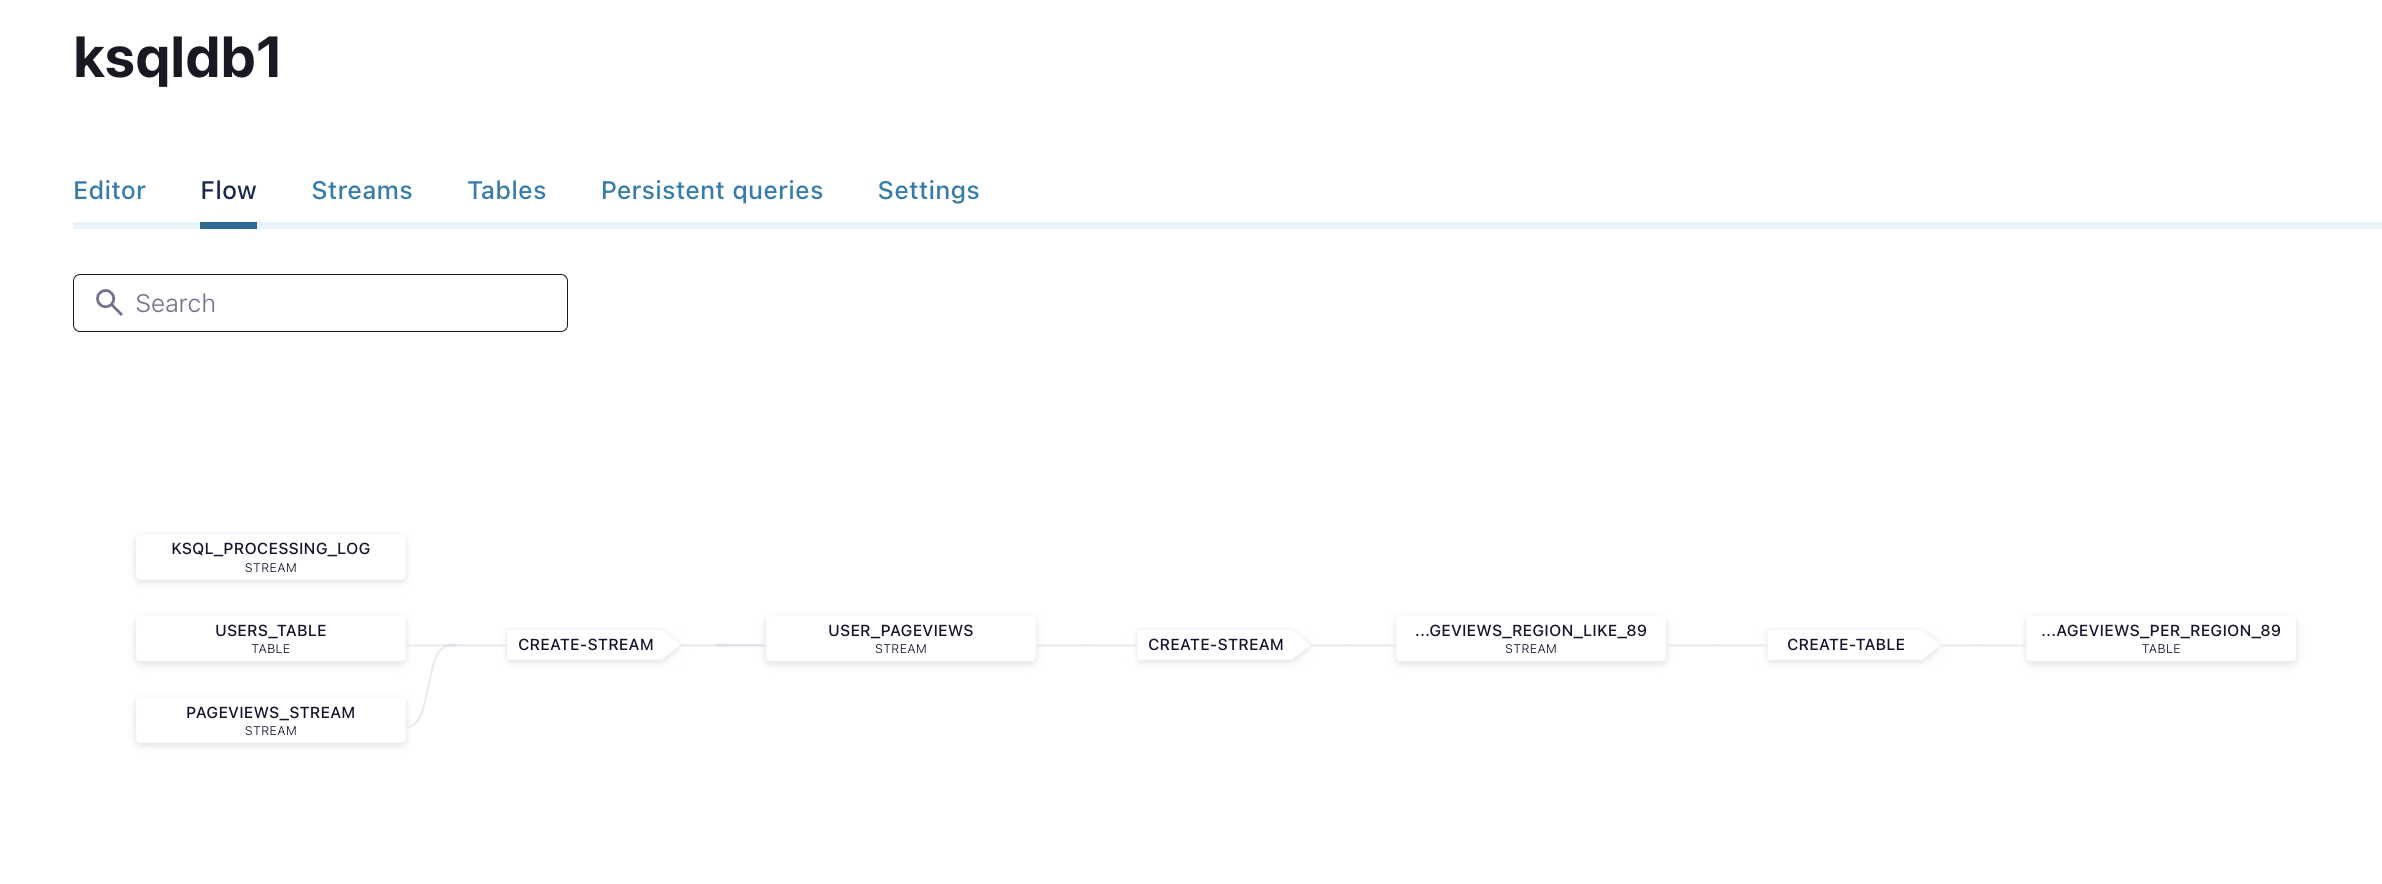 ksqldb1
Editor Flow Streams Tables Persistent queries Settings
Search
KSQL_PROCESSING_LOG
STREAM
USERS_TABLE
TABLE
PAGEVIEWS_STREAM
STREAM
CREATE-STREAM
USER_PAGEVIEWS
STREAM
CREATE-STREAM
...GEVIEWS_REGION_LIKE_89
STREAM
CREATE-TABLE
...AGEVIEWS_PER_REGION_89
TABLE